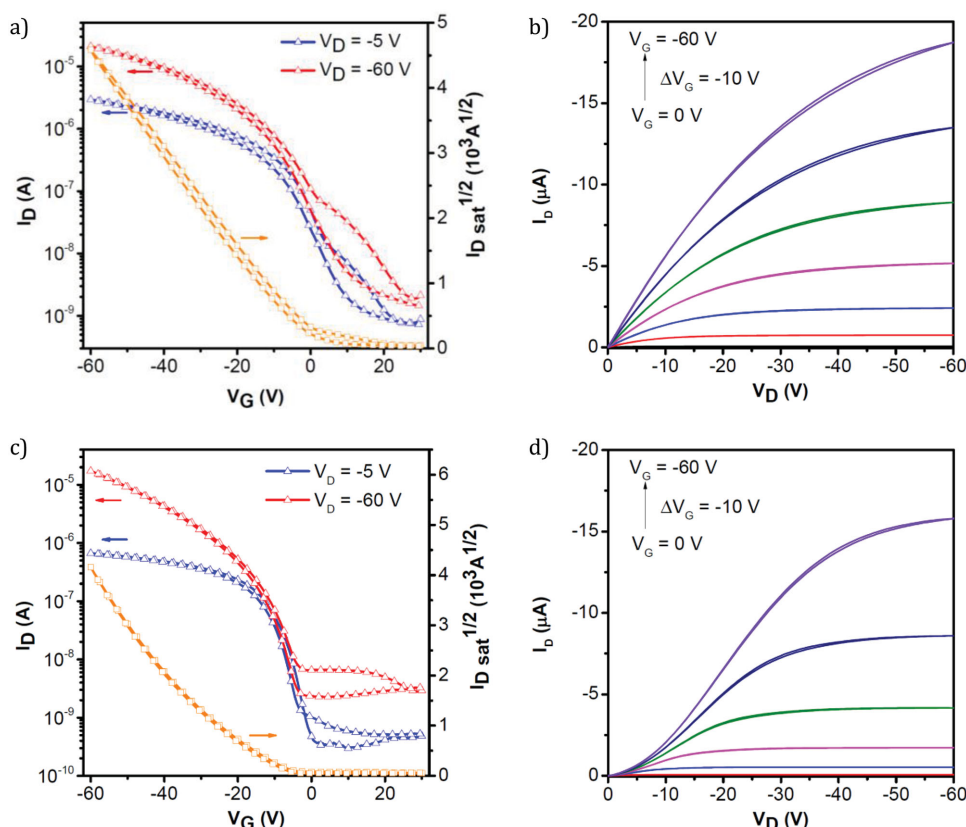 a)
V_D = -5 V
V_D = -60 V
10^-5
10^-6
10^-7
10^-8
10^-9
I_D (A)
5
4
3
2
1
0
I_D sat^1/2 (10^3A^1/2)
-60 -40 -20 0 20
V_G (V)
b)
V_G = -60 V
ΔV_G = -10 V
V_G = 0 V
-20
-15
-10
-5
0
I_D (μA)
0 -10 -20 -30 -40 -50 -60
V_D (V)
c)
V_D = -5 V
V_D = -60 V
10^-5
10^-6
10^-7
10^-8
10^-9
10^-10
I_D (A)
6
5
4
3
2
1
0
I_D sat^1/2 (10^3A^1/2)
-60 -40 -20 0 20
V_G (V)
d)
V_G = -60 V
ΔV_G = -10 V
V_G = 0 V
-20
-15
-10
-5
0
I_D (μA)
0 -10 -20 -30 -40 -50 -60
V_D (V)